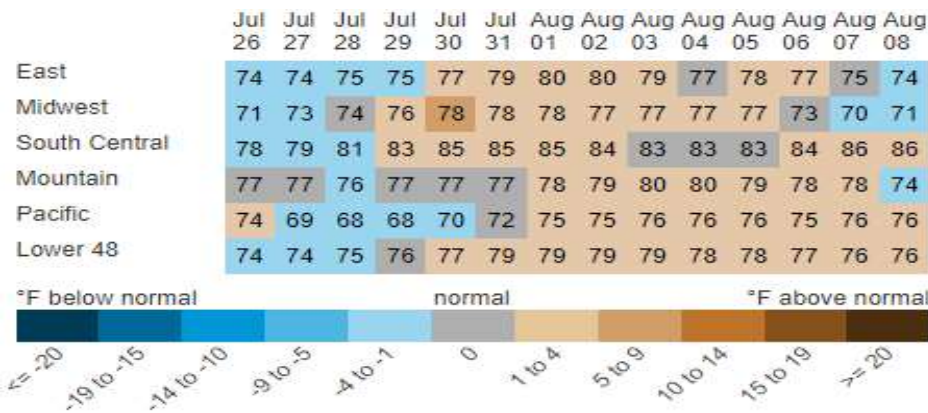 Jul Jul Jul Jul Jul Jul Aug Aug Aug Aug Aug Aug Aug Aug
26 27 28 29 30 31 01 02 03 04 05 06 07 08
East 74 74 75 75 77 79 80 80 79 77 78 77 75 74
Midwest 71 73 74 76 78 78 78 77 77 77 77 73 70 71
South Central 78 79 81 83 85 85 85 84 83 83 83 84 86 86
Mountain 77 77 76 77 77 77 78 79 80 80 79 78 78 74
Pacific 74 69 68 68 70 72 75 75 76 76 76 75 76 76
Lower 48 74 74 75 76 77 79 79 79 79 78 78 77 76 76
°F below normal normal °F above normal
<= -20 -19 to -15 -14 to -10 -9 to -5 -4 to -1 0 1 to 4 5 to 9 10 to 14 15 to 19 >= 20